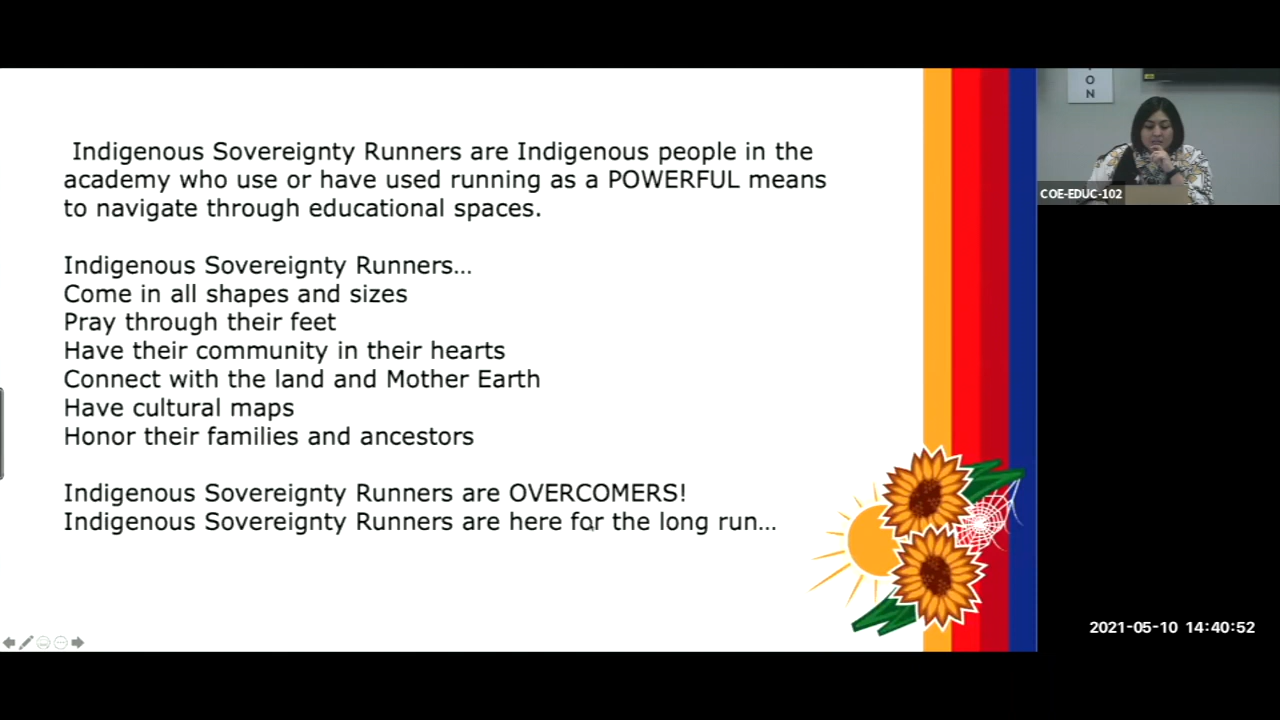 Indigenous Sovereignty Runners are Indigenous people in the
academy who use or have used running as a POWERFUL means
to navigate through educational spaces.
Indigenous Sovereignty Runners...
Come in all shapes and sizes
Pray through their feet
Have their community in their hearts
Connect with the land and Mother Earth
Have cultural maps
Honor their families and ancestors
Indigenous Sovereignty Runners are OVERCOMERS!
Indigenous Sovereignty Runners are here for the long run...
O
N
COE-EDUC-102
2021-05-10 14:40:52